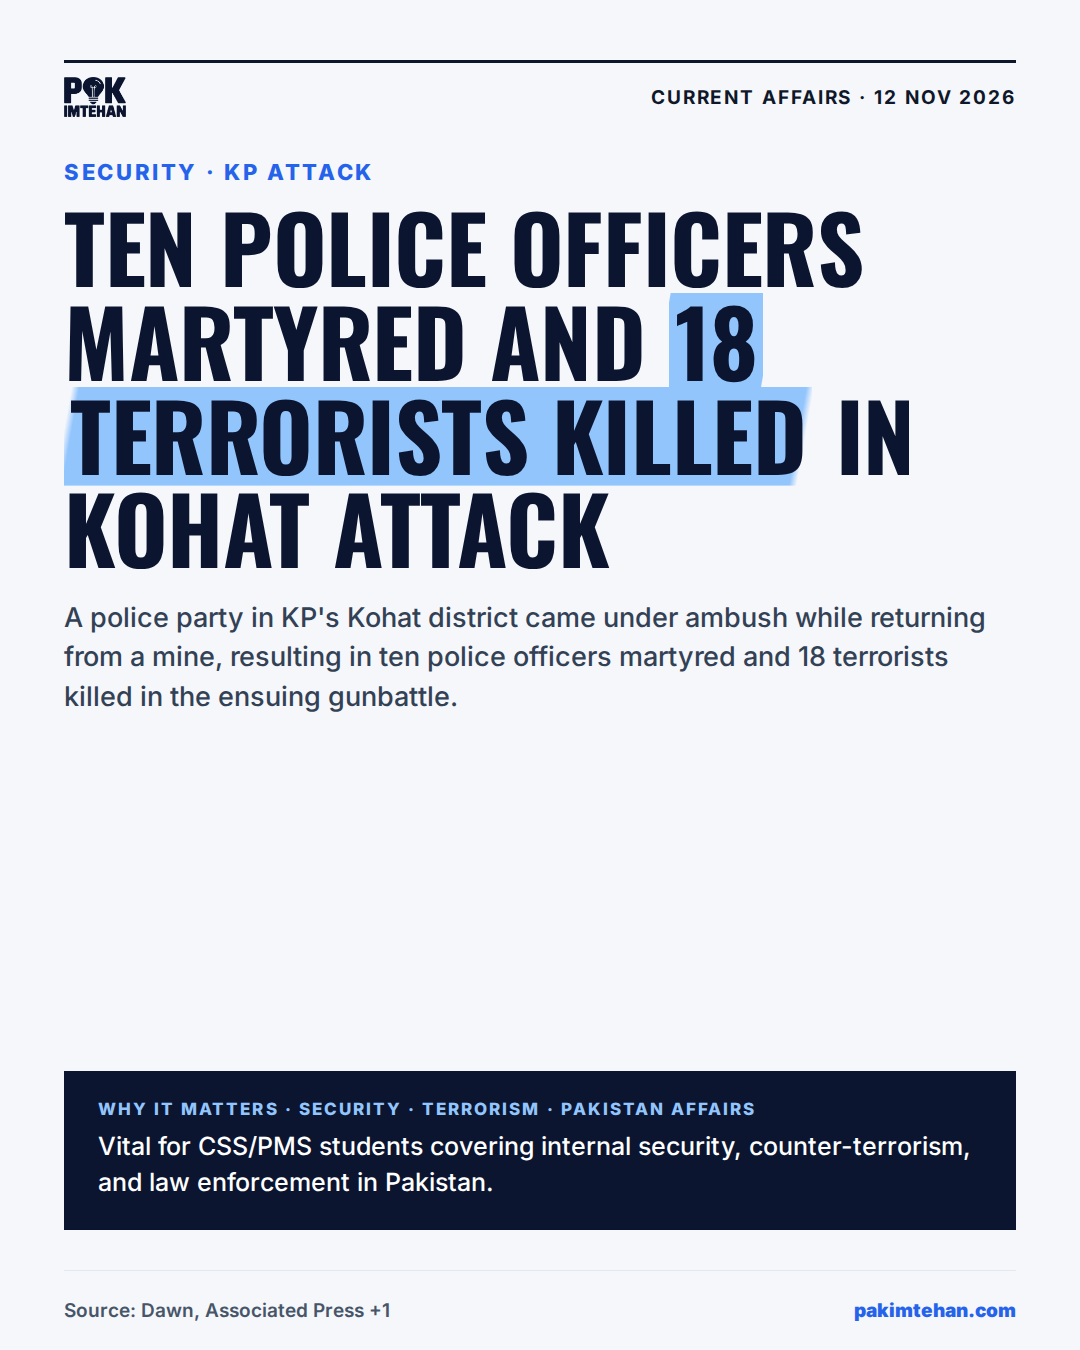 POK
IMTEHAN
CURRENT AFFAIRS · 12 NOV 2026
SECURITY · KP ATTACK
TEN POLICE OFFICERS
MARTYRED AND 18
TERRORISTS KILLED IN
KOHAT ATTACK
A police party in KP's Kohat district came under ambush while returning
from a mine, resulting in ten police officers martyred and 18 terrorists
killed in the ensuing gunbattle.
WHY IT MATTERS · SECURITY · TERRORISM · PAKISTAN AFFAIRS
Vital for CSS/PMS students covering internal security, counter-terrorism,
and law enforcement in Pakistan.
Source: Dawn, Associated Press +1
pakimtehan.com